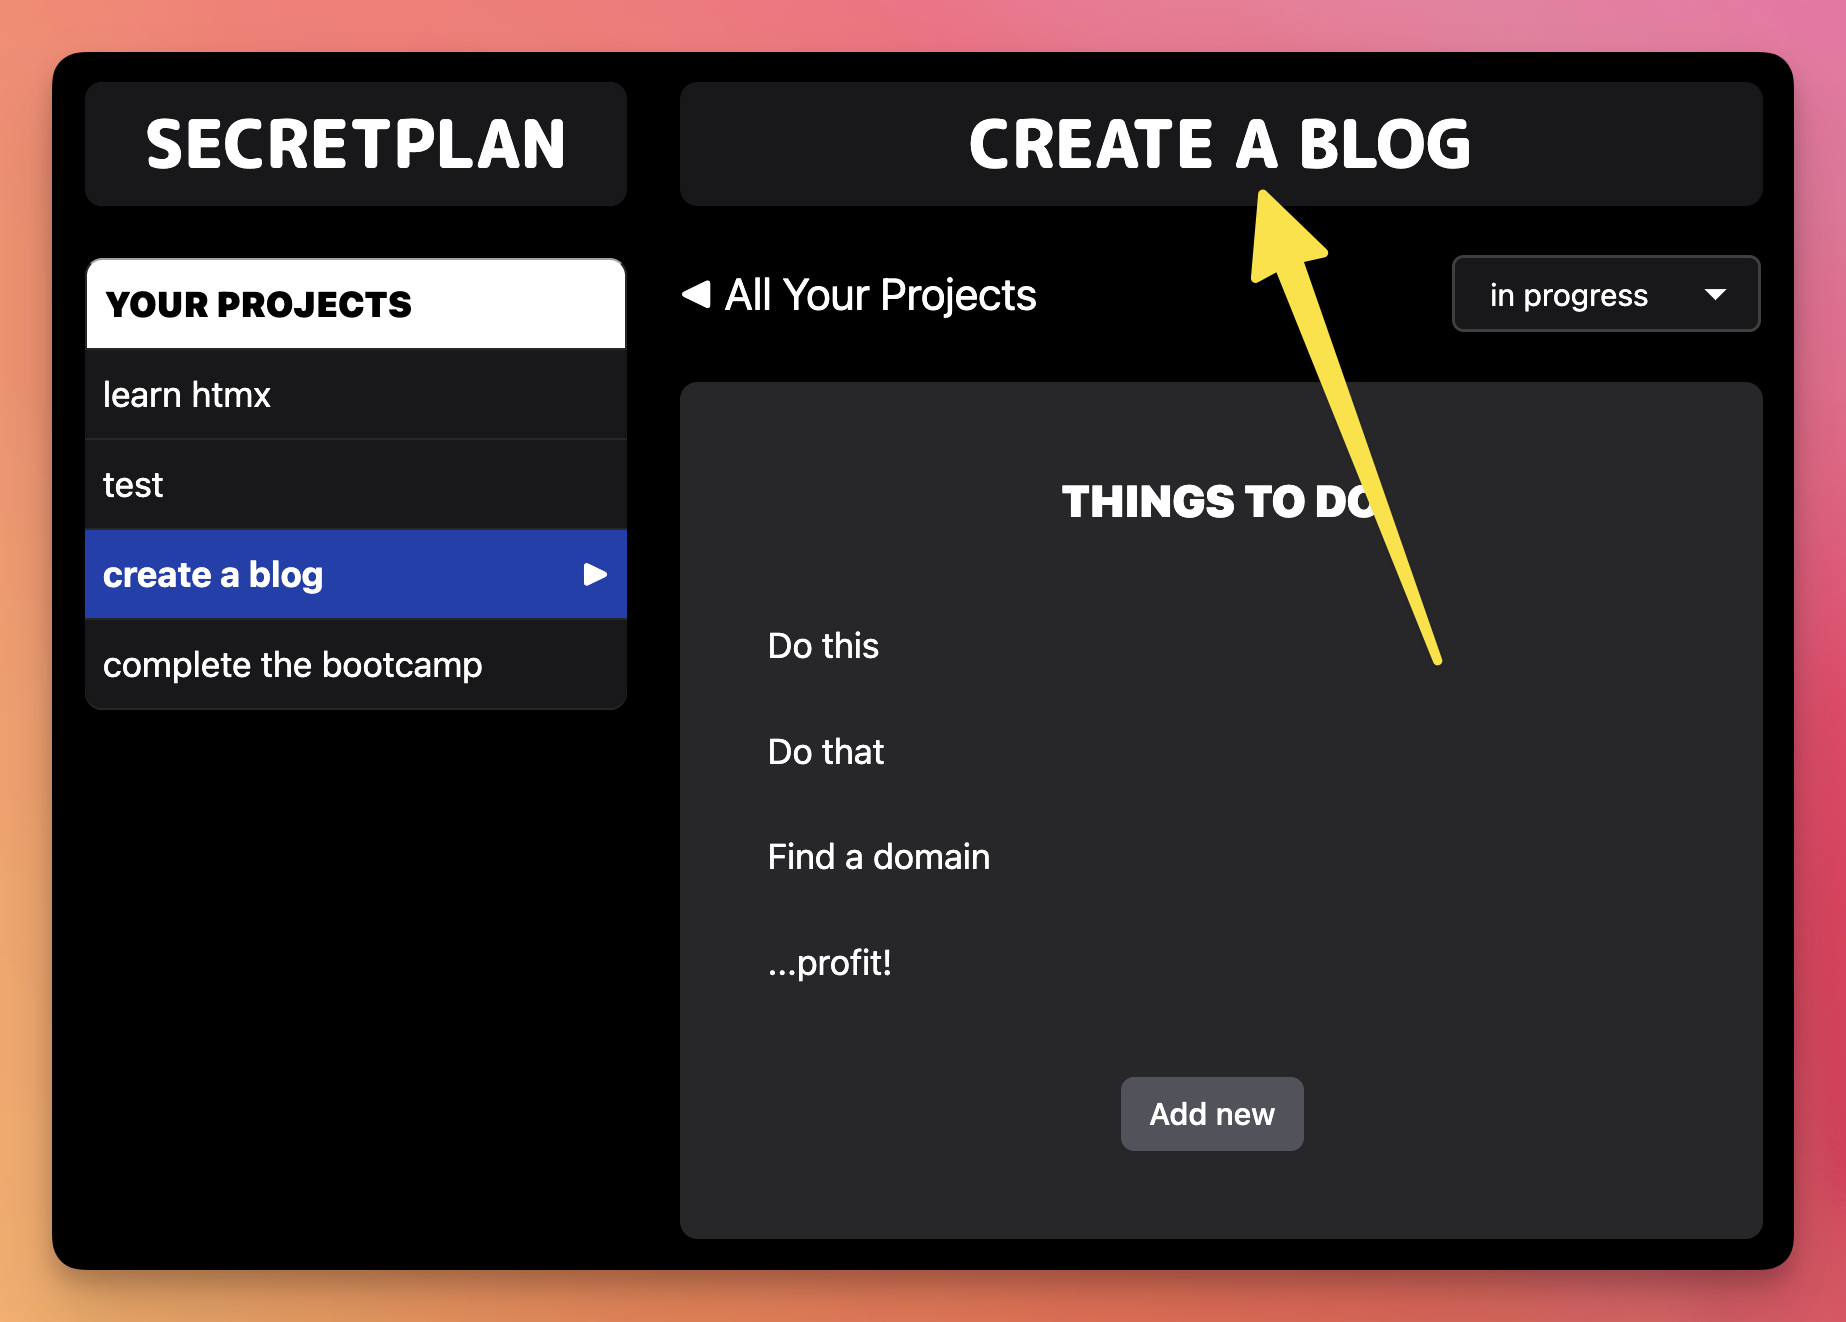 SECRETPLAN
CREATE A BLOG
YOUR PROJECTS
learn htmx
test
create a blog
complete the bootcamp
All Your Projects
in progress
THINGS TO DO
Do this
Do that
Find a domain
...profit!
Add new